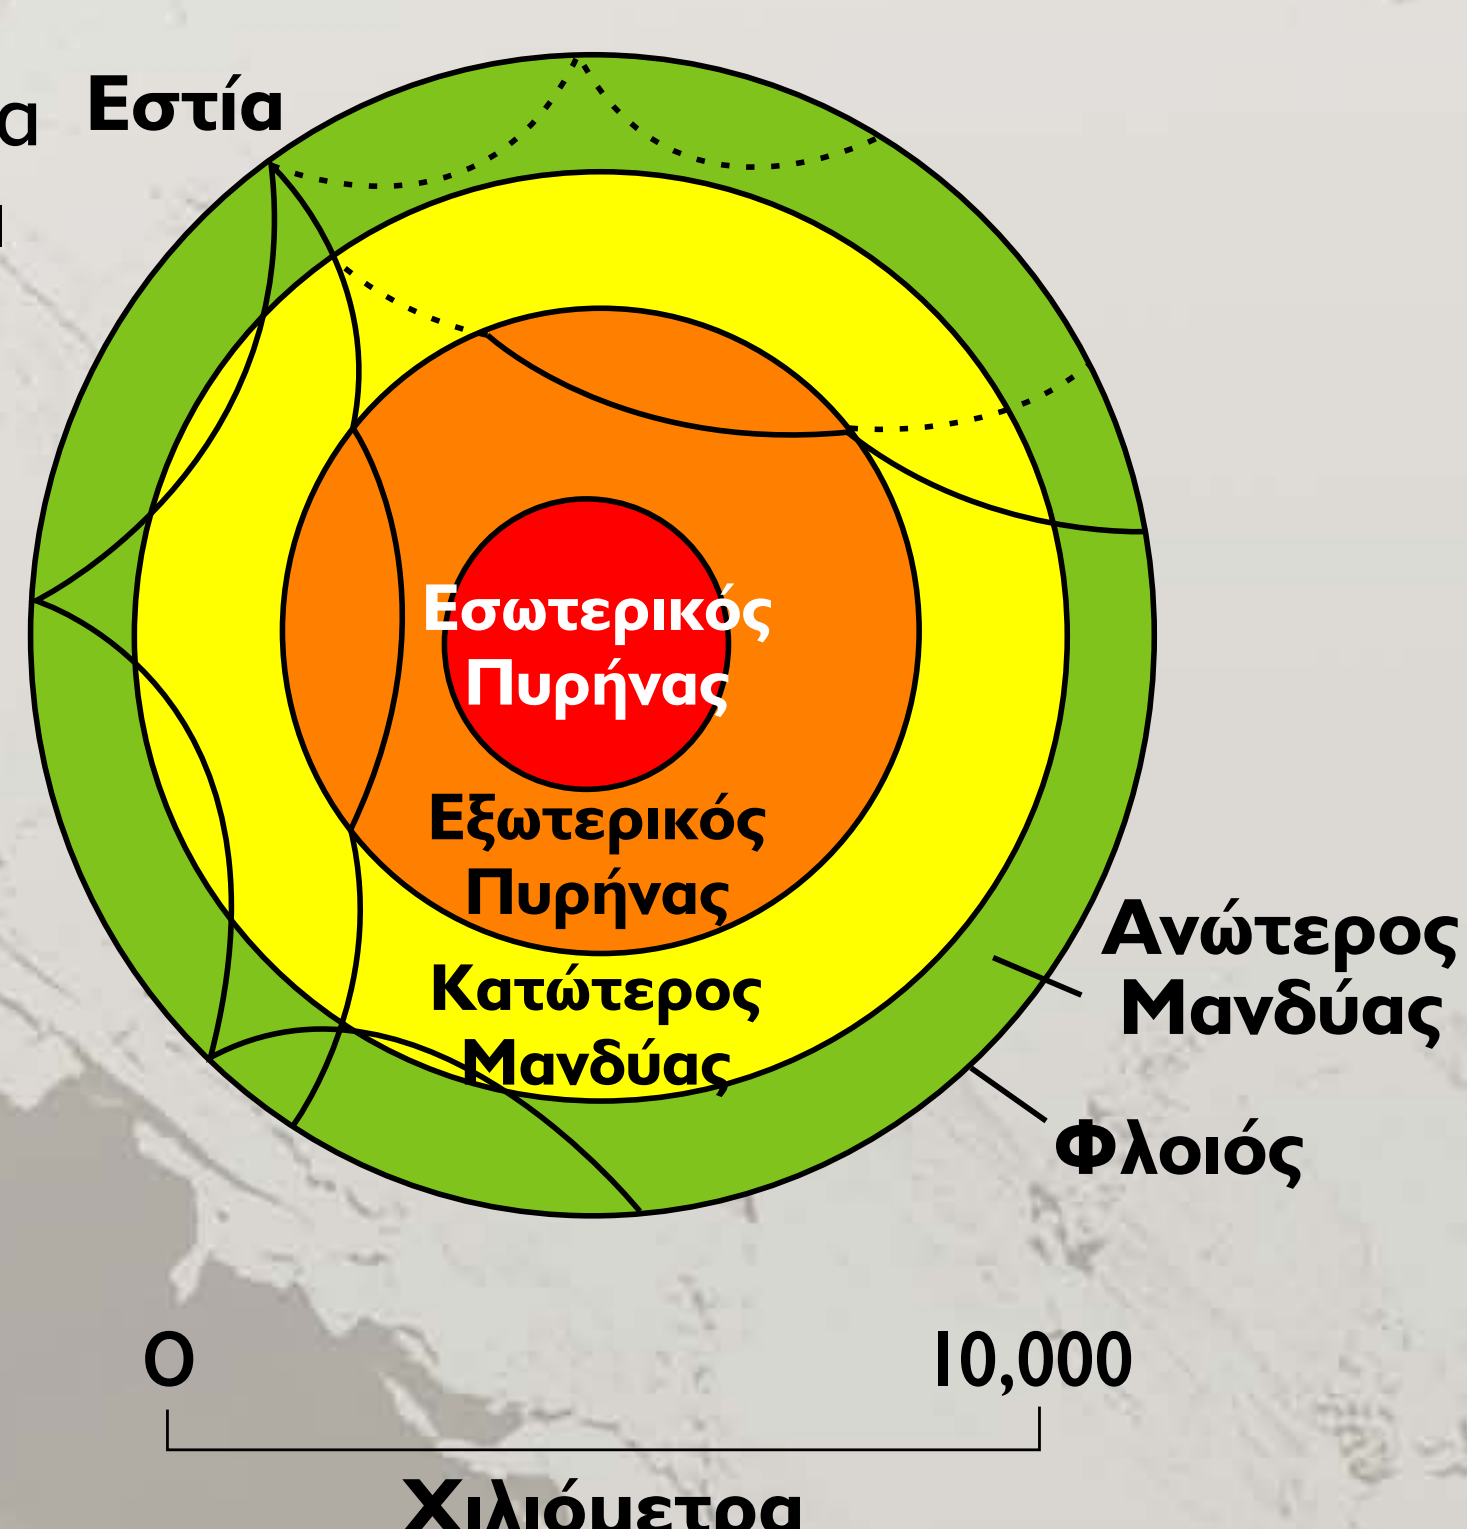 Εστία
α
Εσωτερικός
Πυρήνας
Εξωτερικός
Πυρήνας
Κατώτερος
Μανδύας
Ανώτερος
Μανδύας
Φλοιός
0
10,000
Χιλιόμετρα